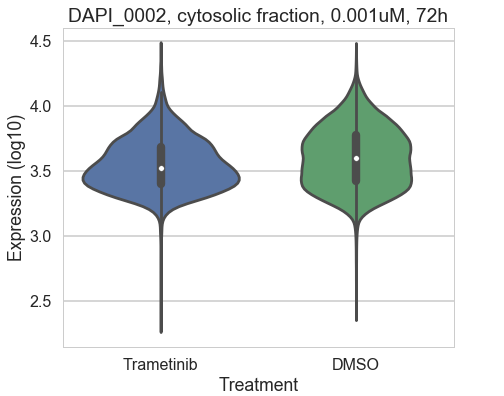 DAPI_0002, cytosolic fraction, 0.001uM, 72h
4.5
4.0
3.5
3.0
2.5
Expression (log10)
Trametinib DMSO
Treatment